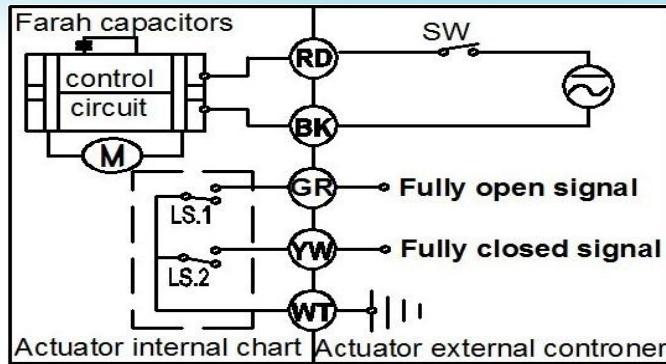 Farah capacitors
SW
RD
control
circuit
BK
M
GR
Fully open signal
LS.1
YW
Fully closed signal
LS.2
WT
Actuator internal chart
Actuator external controner